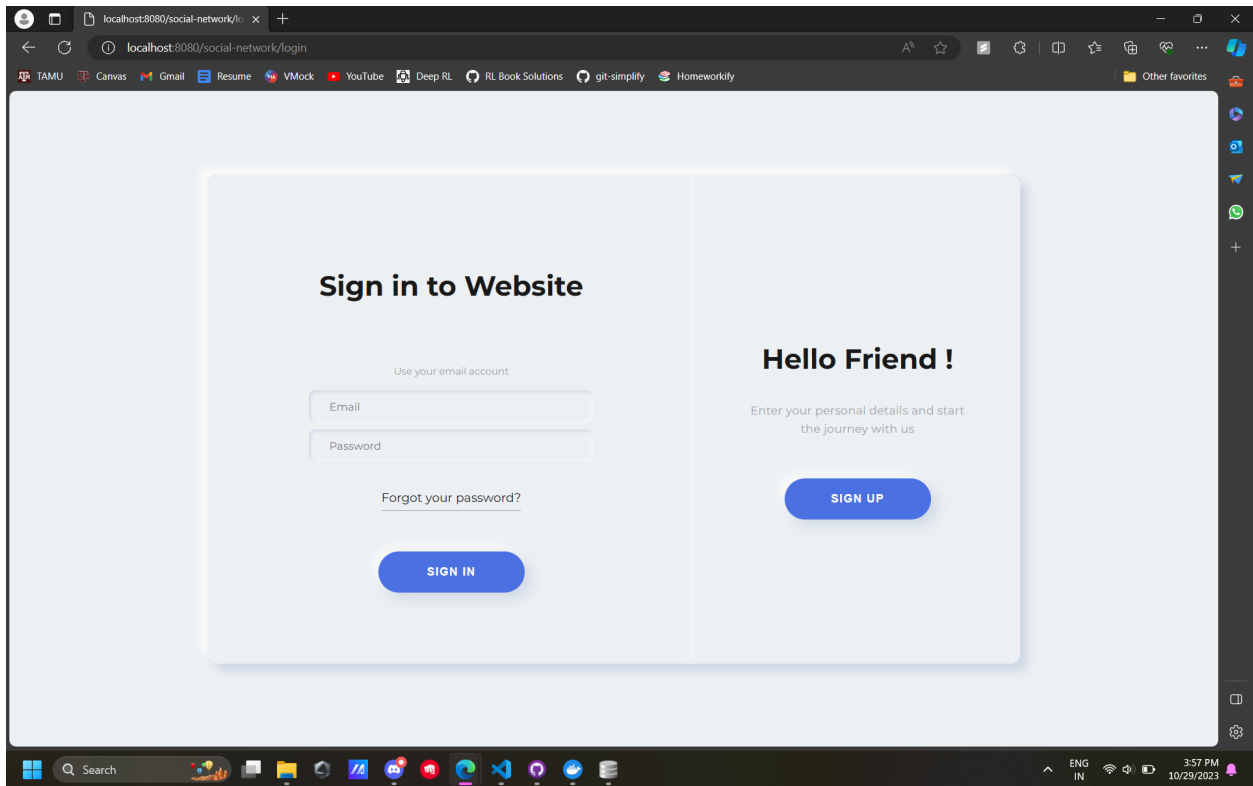 localhost:8080/social-network/lo
localhost:8080/social-network/login
TAMU Canvas Gmail Resume VMock YouTube Deep RL RL Book Solutions git-simplify Homeworkify Other favorites
Sign in to Website
Use your email account
Email
Password
Forgot your password?
SIGN IN
Hello Friend !
Enter your personal details and start
the journey with us
SIGN UP
Search
ENG
IN
3:57 PM
10/29/2023